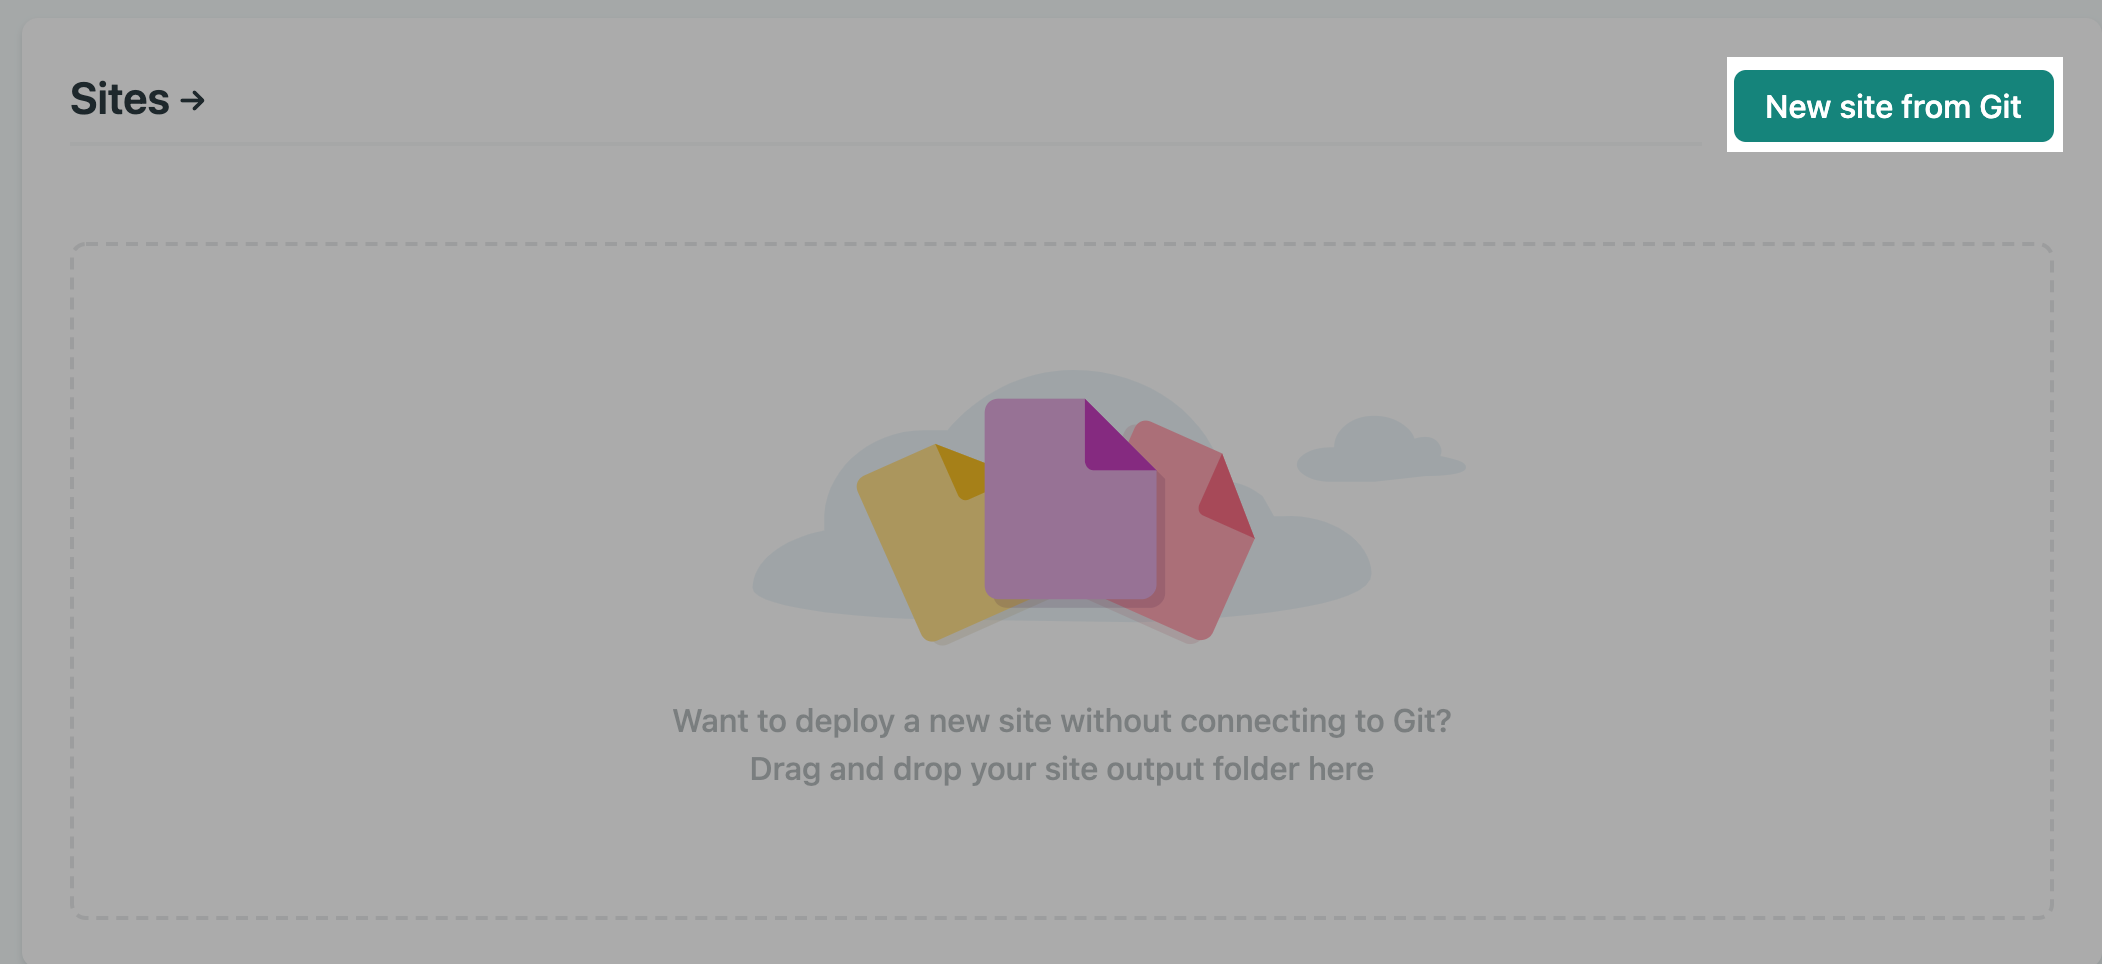 Sites →
New site from Git
Want to deploy a new site without connecting to Git?
Drag and drop your site output folder here